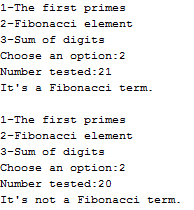 1-The first primes
2-Fibonacci element
3-Sum of digits
Choose an option:2
Number tested:21
It's a Fibonacci term.
1-The first primes
2-Fibonacci element
3-Sum of digits
Choose an option:2
Number tested:20
It's not a Fibonacci term.